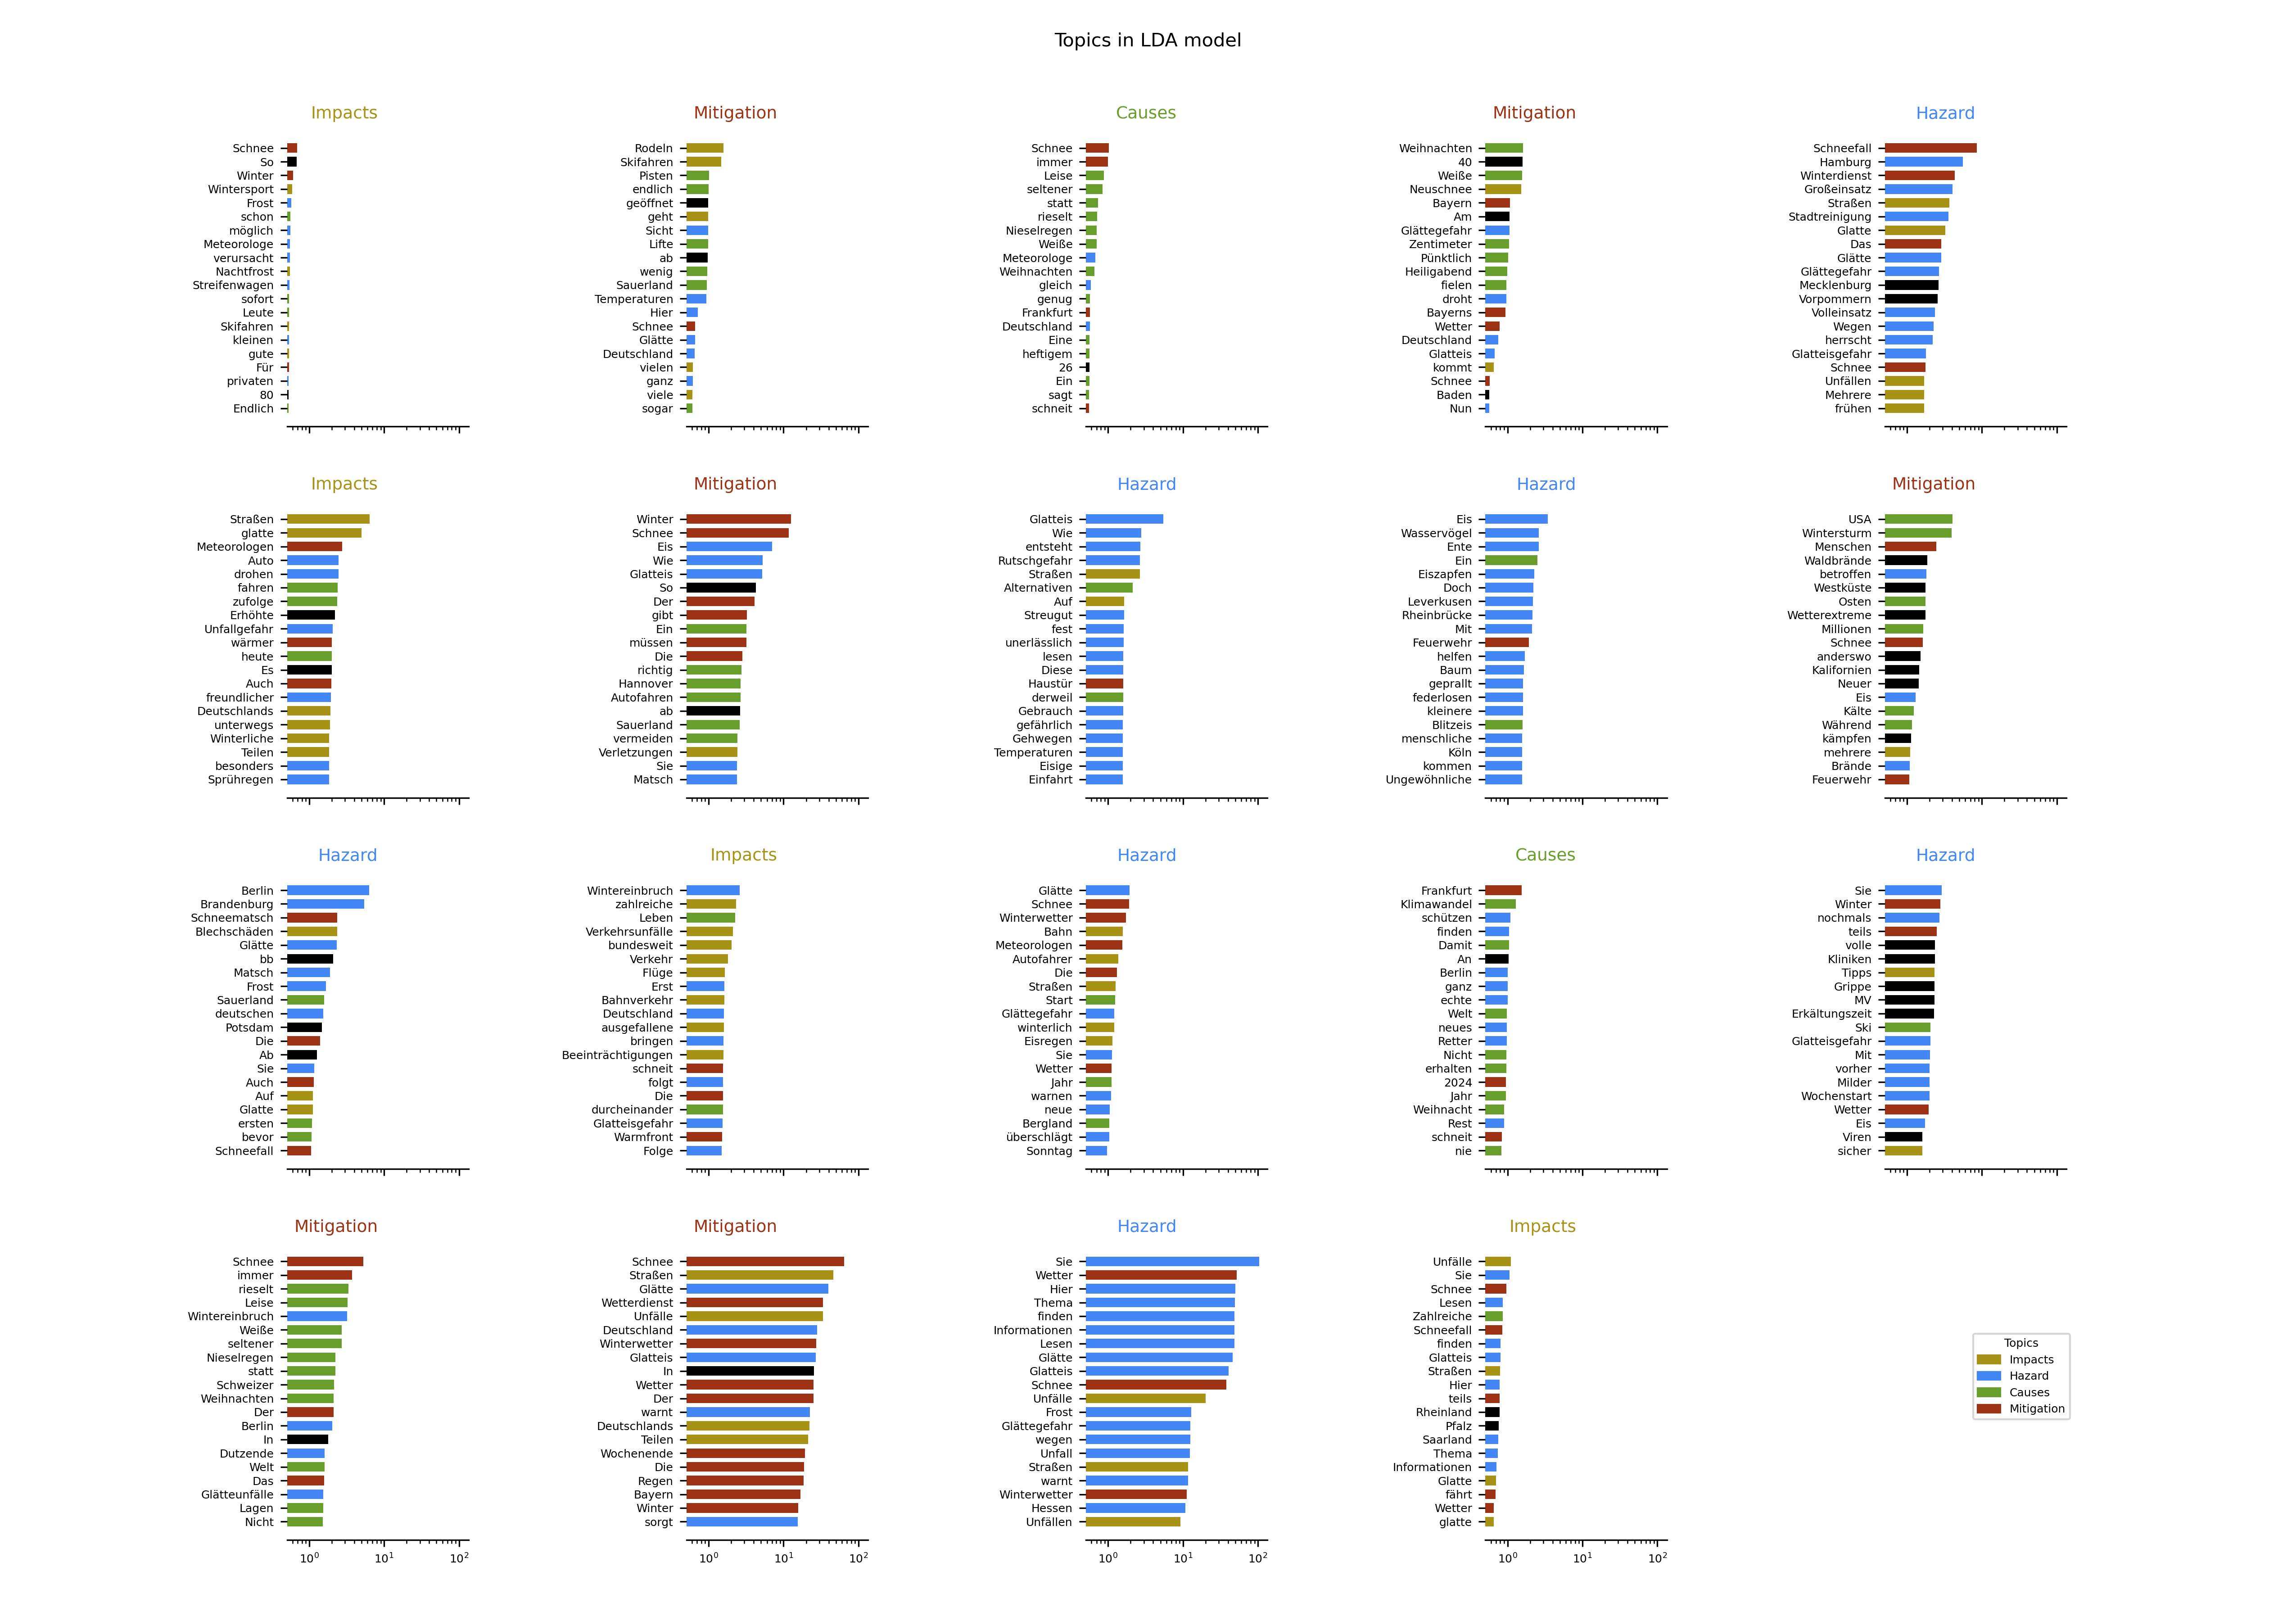 Topics in LDA model
Impacts
Schnee
So
Winter
Wintersport
Frost
schon
möglich
Meteorologe
verursacht
Nachtfrost
Streifenwagen
sofort
Leute
Skifahren
kleinen
gute
Für
privaten
80
Endlich
Mitigation
Rodeln
Skifahren
Pisten
endlich
geöffnet
geht
Sicht
Lifte
ab
wenig
Sauerland
Temperaturen
Hier
Schnee
Glätte
Deutschland
vielen
ganz
viele
sogar
Causes
Schnee
immer
Leise
seltener
statt
rieselt
Nieselregen
Weiße
Meteorologe
Weihnachten
gleich
genug
Frankfurt
Deutschland
Eine
heftigem
26
Ein
sagt
schneit
Mitigation
Weihnachten
40
Weiße
Neuschnee
Bayern
Am
Glättegefahr
Zentimeter
Pünktlich
Heiligabend
fielen
droht
Bayerns
Wetter
Deutschland
Glatteis
kommt
Schnee
Baden
Nun
Hazard
Schneefall
Hamburg
Winterdienst
Großeinsatz
Straßen
Stadtreinigung
Glatte
Das
Glätte
Glättegefahr
Mecklenburg
Vorpommern
Volleinsatz
Wegen
herrscht
Glatteisgefahr
Schnee
Unfällen
Mehrere
frühen
Impacts
Straßen
glatte
Meteorologen
Auto
drohen
fahren
zufolge
Erhöhte
Unfallgefahr
wärmer
heute
Es
Auch
freundlicher
Deutschlands
unterwegs
Winterliche
Teilen
besonders
Sprühregen
Mitigation
Winter
Schnee
Eis
Wie
Glatteis
So
Der
gibt
Ein
müssen
Die
richtig
Hannover
Autofahren
ab
Sauerland
vermeiden
Verletzungen
Sie
Matsch
Hazard
Glatteis
Wie
entsteht
Rutschgefahr
Straßen
Alternativen
Auf
Streugut
fest
unerlässlich
lesen
Diese
Haustür
derweil
Gebrauch
gefährlich
Gehwegen
Temperaturen
Eisige
Einfahrt
Hazard
Eis
Wasservögel
Ente
Ein
Eiszapfen
Doch
Leverkusen
Rheinbrücke
Mit
Feuerwehr
helfen
Baum
geprallt
federlosen
kleinere
Blitzeis
menschliche
Köln
kommen
Ungewöhnliche
Mitigation
USA
Wintersturm
Menschen
Waldbrände
betroffen
Westküste
Osten
Wetterextreme
Millionen
Schnee
anderswo
Kalifornien
Neuer
Eis
Kälte
Während
kämpfen
mehrere
Brände
Feuerwehr
Hazard
Berlin
Brandenburg
Schneematsch
Blechschäden
Glätte
bb
Matsch
Frost
Sauerland
deutschen
Potsdam
Die
Ab
Sie
Auch
Auf
Glatte
ersten
bevor
Schneefall
Impacts
Wintereinbruch
zahlreiche
Leben
Verkehrsunfälle
bundesweit
Verkehr
Flüge
Erst
Bahnverkehr
Deutschland
ausgefallene
bringen
Beeinträchtigungen
schneit
folgt
Die
durcheinander
Glatteisgefahr
Warmfront
Folge
Hazard
Glätte
Schnee
Winterwetter
Bahn
Meteorologen
Autofahrer
Die
Straßen
Start
Glättegefahr
winterlich
Eisregen
Sie
Wetter
Jahr
warnen
neue
Bergland
überschlägt
Sonntag
Causes
Frankfurt
Klimawandel
schützen
finden
Damit
An
Berlin
ganz
echte
Welt
neues
Retter
Nicht
erhalten
2024
Jahr
Weihnacht
Rest
schneit
nie
Hazard
Sie
Winter
nochmals
teils
volle
Kliniken
Tipps
Grippe
MV
Erkältungszeit
Ski
Glatteisgefahr
Mit
vorher
Milder
Wochenstart
Wetter
Eis
Viren
sicher
Mitigation
Schnee
immer
rieselt
Leise
Wintereinbruch
Weiße
seltener
Nieselregen
statt
Schweizer
Weihnachten
Der
Berlin
In
Dutzende
Welt
Das
Glätteunfälle
Lagen
Nicht
10⁰ 10¹ 10²
Mitigation
Schnee
Straßen
Glätte
Wetterdienst
Unfälle
Deutschland
Winterwetter
Glatteis
In
Wetter
Der
warnt
Deutschlands
Teilen
Wochenende
Die
Regen
Bayern
Winter
sorgt
10⁰ 10¹ 10²
Hazard
Sie
Wetter
Hier
Thema
finden
Informationen
Lesen
Glätte
Glatteis
Schnee
Unfälle
Frost
Glättegefahr
wegen
Unfall
Straßen
warnt
Winterwetter
Hessen
Unfällen
10⁰ 10¹ 10²
Impacts
Unfälle
Sie
Schnee
Lesen
Zahlreiche
Schneefall
finden
Glatteis
Straßen
Hier
teils
Rheinland
Pfalz
Saarland
Thema
Informationen
Glatte
fährt
Wetter
glatte
10⁰ 10¹ 10²
Topics
Impacts
Hazard
Causes
Mitigation